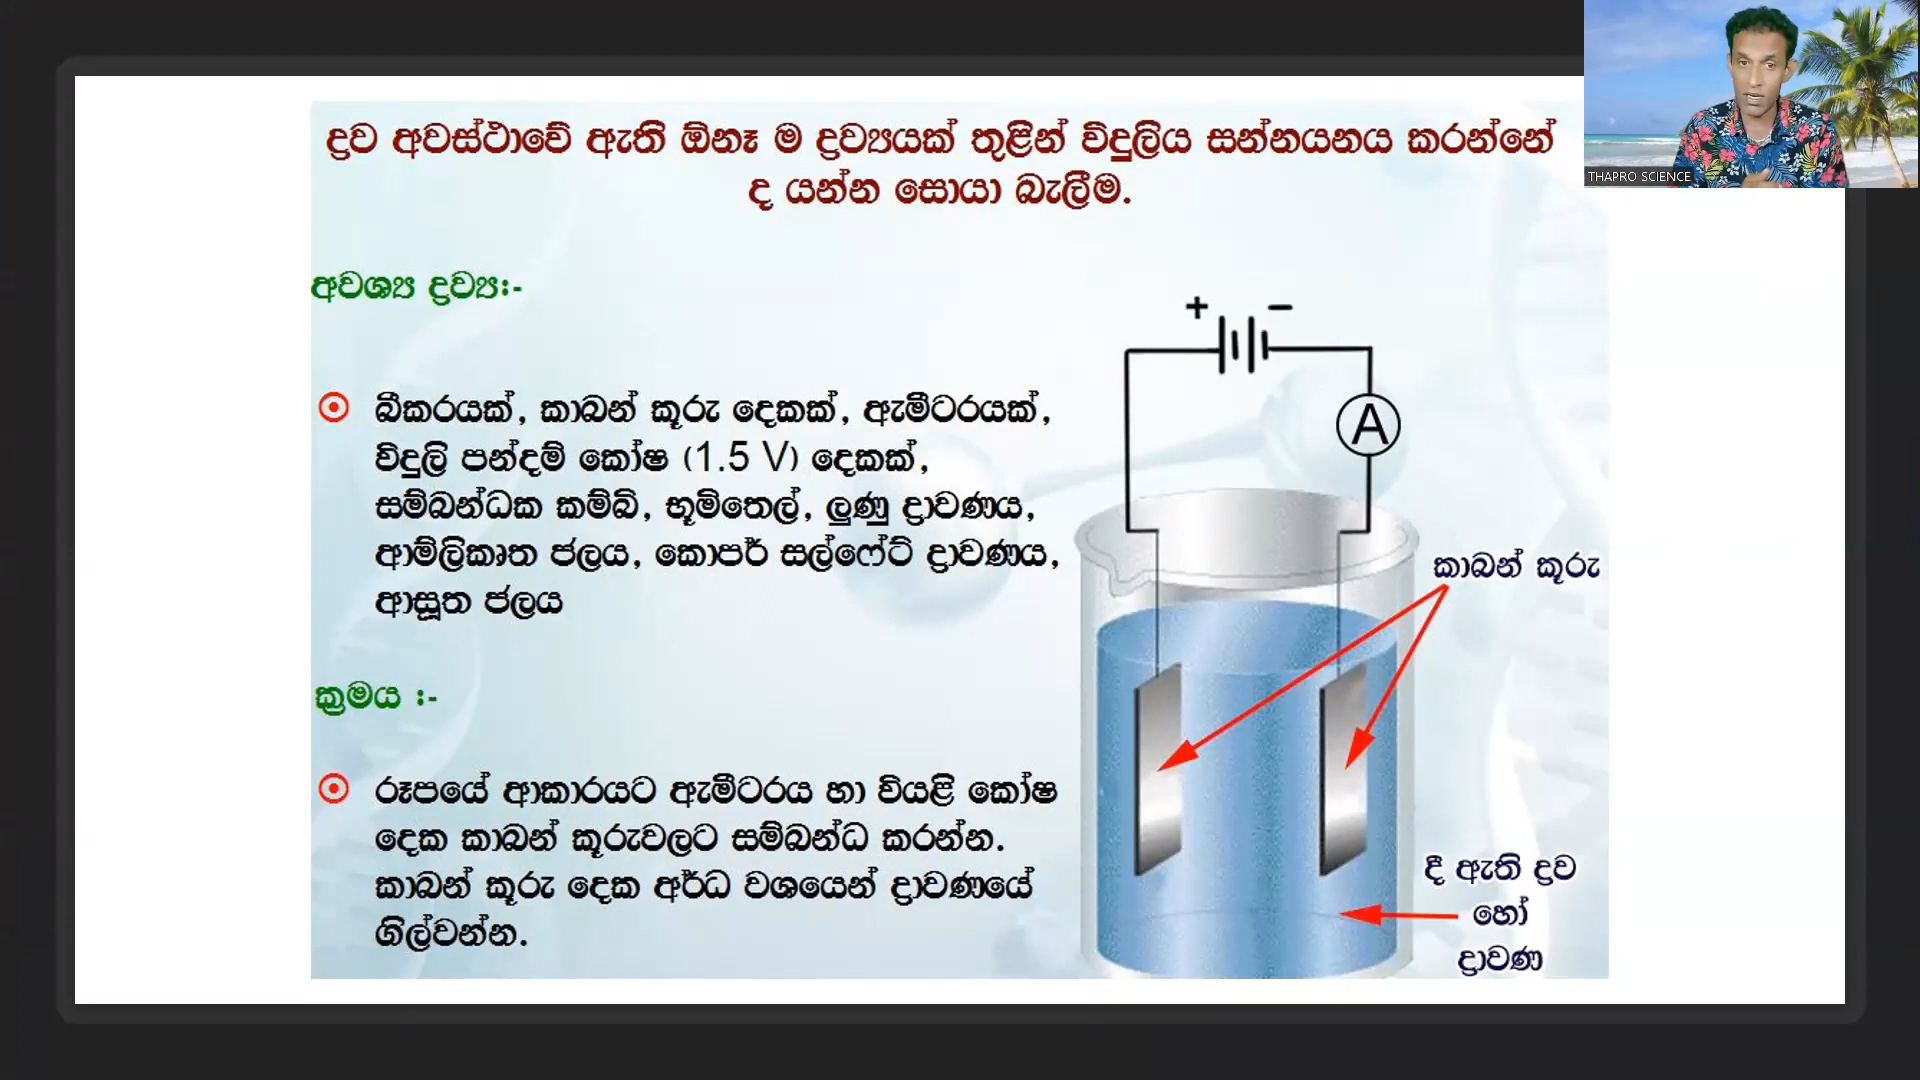 ද්‍රව අවස්ථාවේ ඇති ඕනෑ ම ද්‍රව්‍යයක් තුළින් විදුලිය සන්නයනය කරන්නේ
ද යන්න සොයා බැලීම.
THAPRO SCIENCE
අවශ්‍ය ද්‍රව්‍ය:-
බීකරයක්, කාබන් කූරු දෙකක්, ඇමීටරයක්,
විදුලි පන්දම් කෝෂ (1.5 V) දෙකක්,
සම්බන්ධක කම්බි, භූමිතෙල්, ලුණු ද්‍රාවණය,
ආම්ලිකෘත ජලය, කොපර් සල්ෆේට් ද්‍රාවණය,
ආසූත ජලය
ක්‍රමය :-
රූපයේ ආකාරයට ඇමීටරය හා වියළි කෝෂ
දෙක කාබන් කූරුවලට සම්බන්ධ කරන්න.
කාබන් කූරු දෙක අර්ධ වශයෙන් ද්‍රාවණයේ
ගිල්වන්න.
+ −
A
කාබන් කූරු
දී ඇති ද්‍රව
හෝ
ද්‍රාවණ